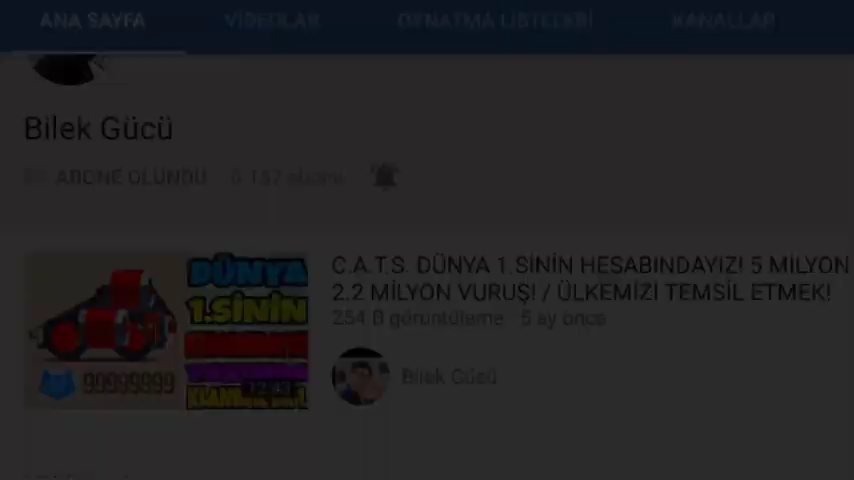 ANA SAYFA
VİDEOLAR
OYNATMA LİSTELERİ
KANALLAR
Bilek Gücü
ABONE OLUNDU
C.A.T.S. DÜNYA 1.SİNİN HESABINDAYIZ! 5 MİLYON
2.2 MİLYON VURUŞ! / ÜLKEMİZİ TEMSİL ETMEK!
254 B görüntüleme · 5 ay önce
DÜNYA
1.SİNİN
99999999
Bilek Gücü